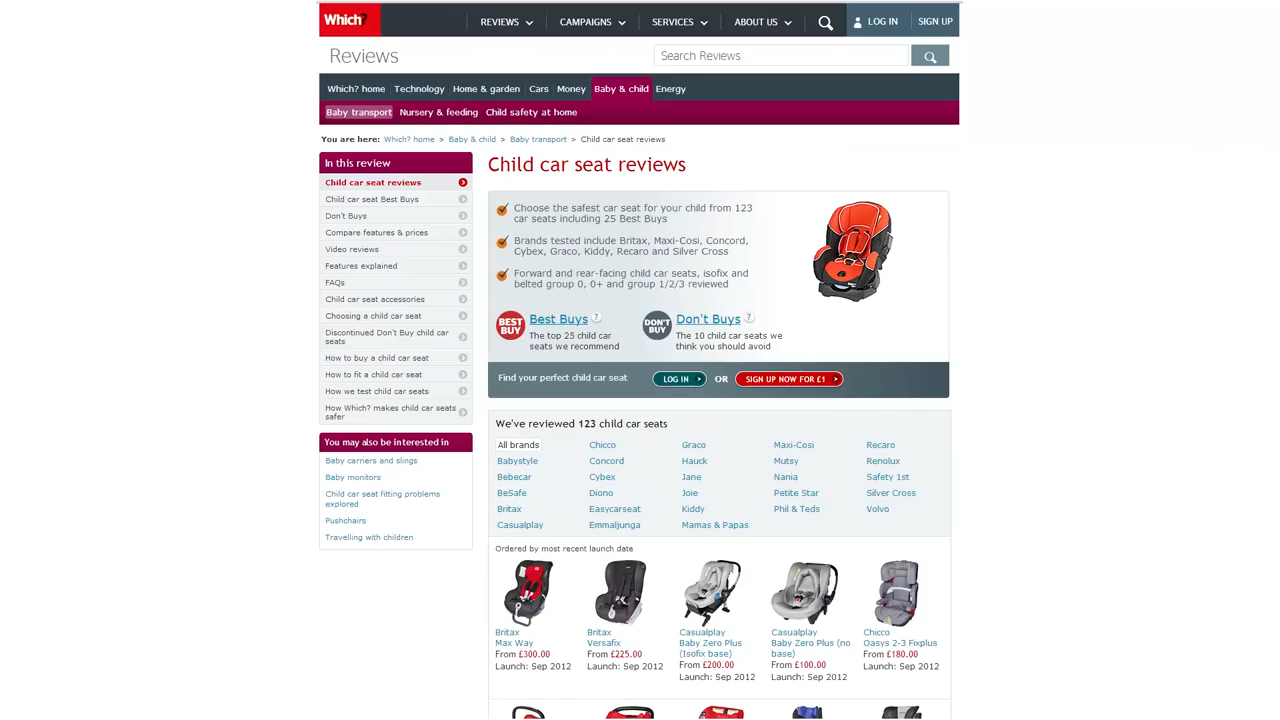 Which?
REVIEWS
CAMPAIGNS
SERVICES
ABOUT US
LOG IN
SIGN UP
Reviews
Search Reviews
Which? home
Technology
Home & garden
Cars
Money
Baby & child
Energy
Baby transport
Nursery & feeding
Child safety at home
You are here: Which? home > Baby & child > Baby transport > Child car seat reviews
In this review
Child car seat reviews
Child car seat Best Buys
Don't Buys
Compare features & prices
Video reviews
Features explained
FAQs
Child car seat accessories
Choosing a child car seat
Discontinued Don't Buy child car
seats
How to buy a child car seat
How to fit a child car seat
How we test child car seats
How Which? makes child car seats
safer
You may also be interested in
Baby carriers and slings
Baby monitors
Child car seat fitting problems
explored
Pushchairs
Travelling with children
Child car seat reviews
Choose the safest car seat for your child from 123
car seats including 25 Best Buys
Brands tested include Britax, Maxi-Cosi, Concord,
Cybex, Graco, Kiddy, Recaro and Silver Cross
Forward and rear-facing child car seats, isofix and
belted group 0, 0+ and group 1/2/3 reviewed
BEST
BUY
Best Buys ?
The top 25 child car
seats we recommend
DON'T
BUY
Don't Buys ?
The 10 child car seats we
think you should avoid
Find your perfect child car seat
LOG IN
OR
SIGN UP NOW FOR £1
We've reviewed 123 child car seats
All brands
Babystyle
Bebecar
BeSafe
Britax
Casualplay
Chicco
Concord
Cybex
Diono
Easycarseat
Emmaljunga
Graco
Hauck
Jane
Joie
Kiddy
Mamas & Papas
Maxi-Cosi
Mutsy
Nania
Petite Star
Phil & Teds
Recaro
Renolux
Safety 1st
Silver Cross
Volvo
Ordered by most recent launch date
Britax
Max Way
From £300.00
Launch: Sep 2012
Britax
Versafix
From £225.00
Launch: Sep 2012
Casualplay
Baby Zero Plus
(Isofix base)
From £200.00
Launch: Sep 2012
Casualplay
Baby Zero Plus (no
base)
From £100.00
Launch: Sep 2012
Chicco
Oasys 2-3 Fixplus
From £180.00
Launch: Sep 2012